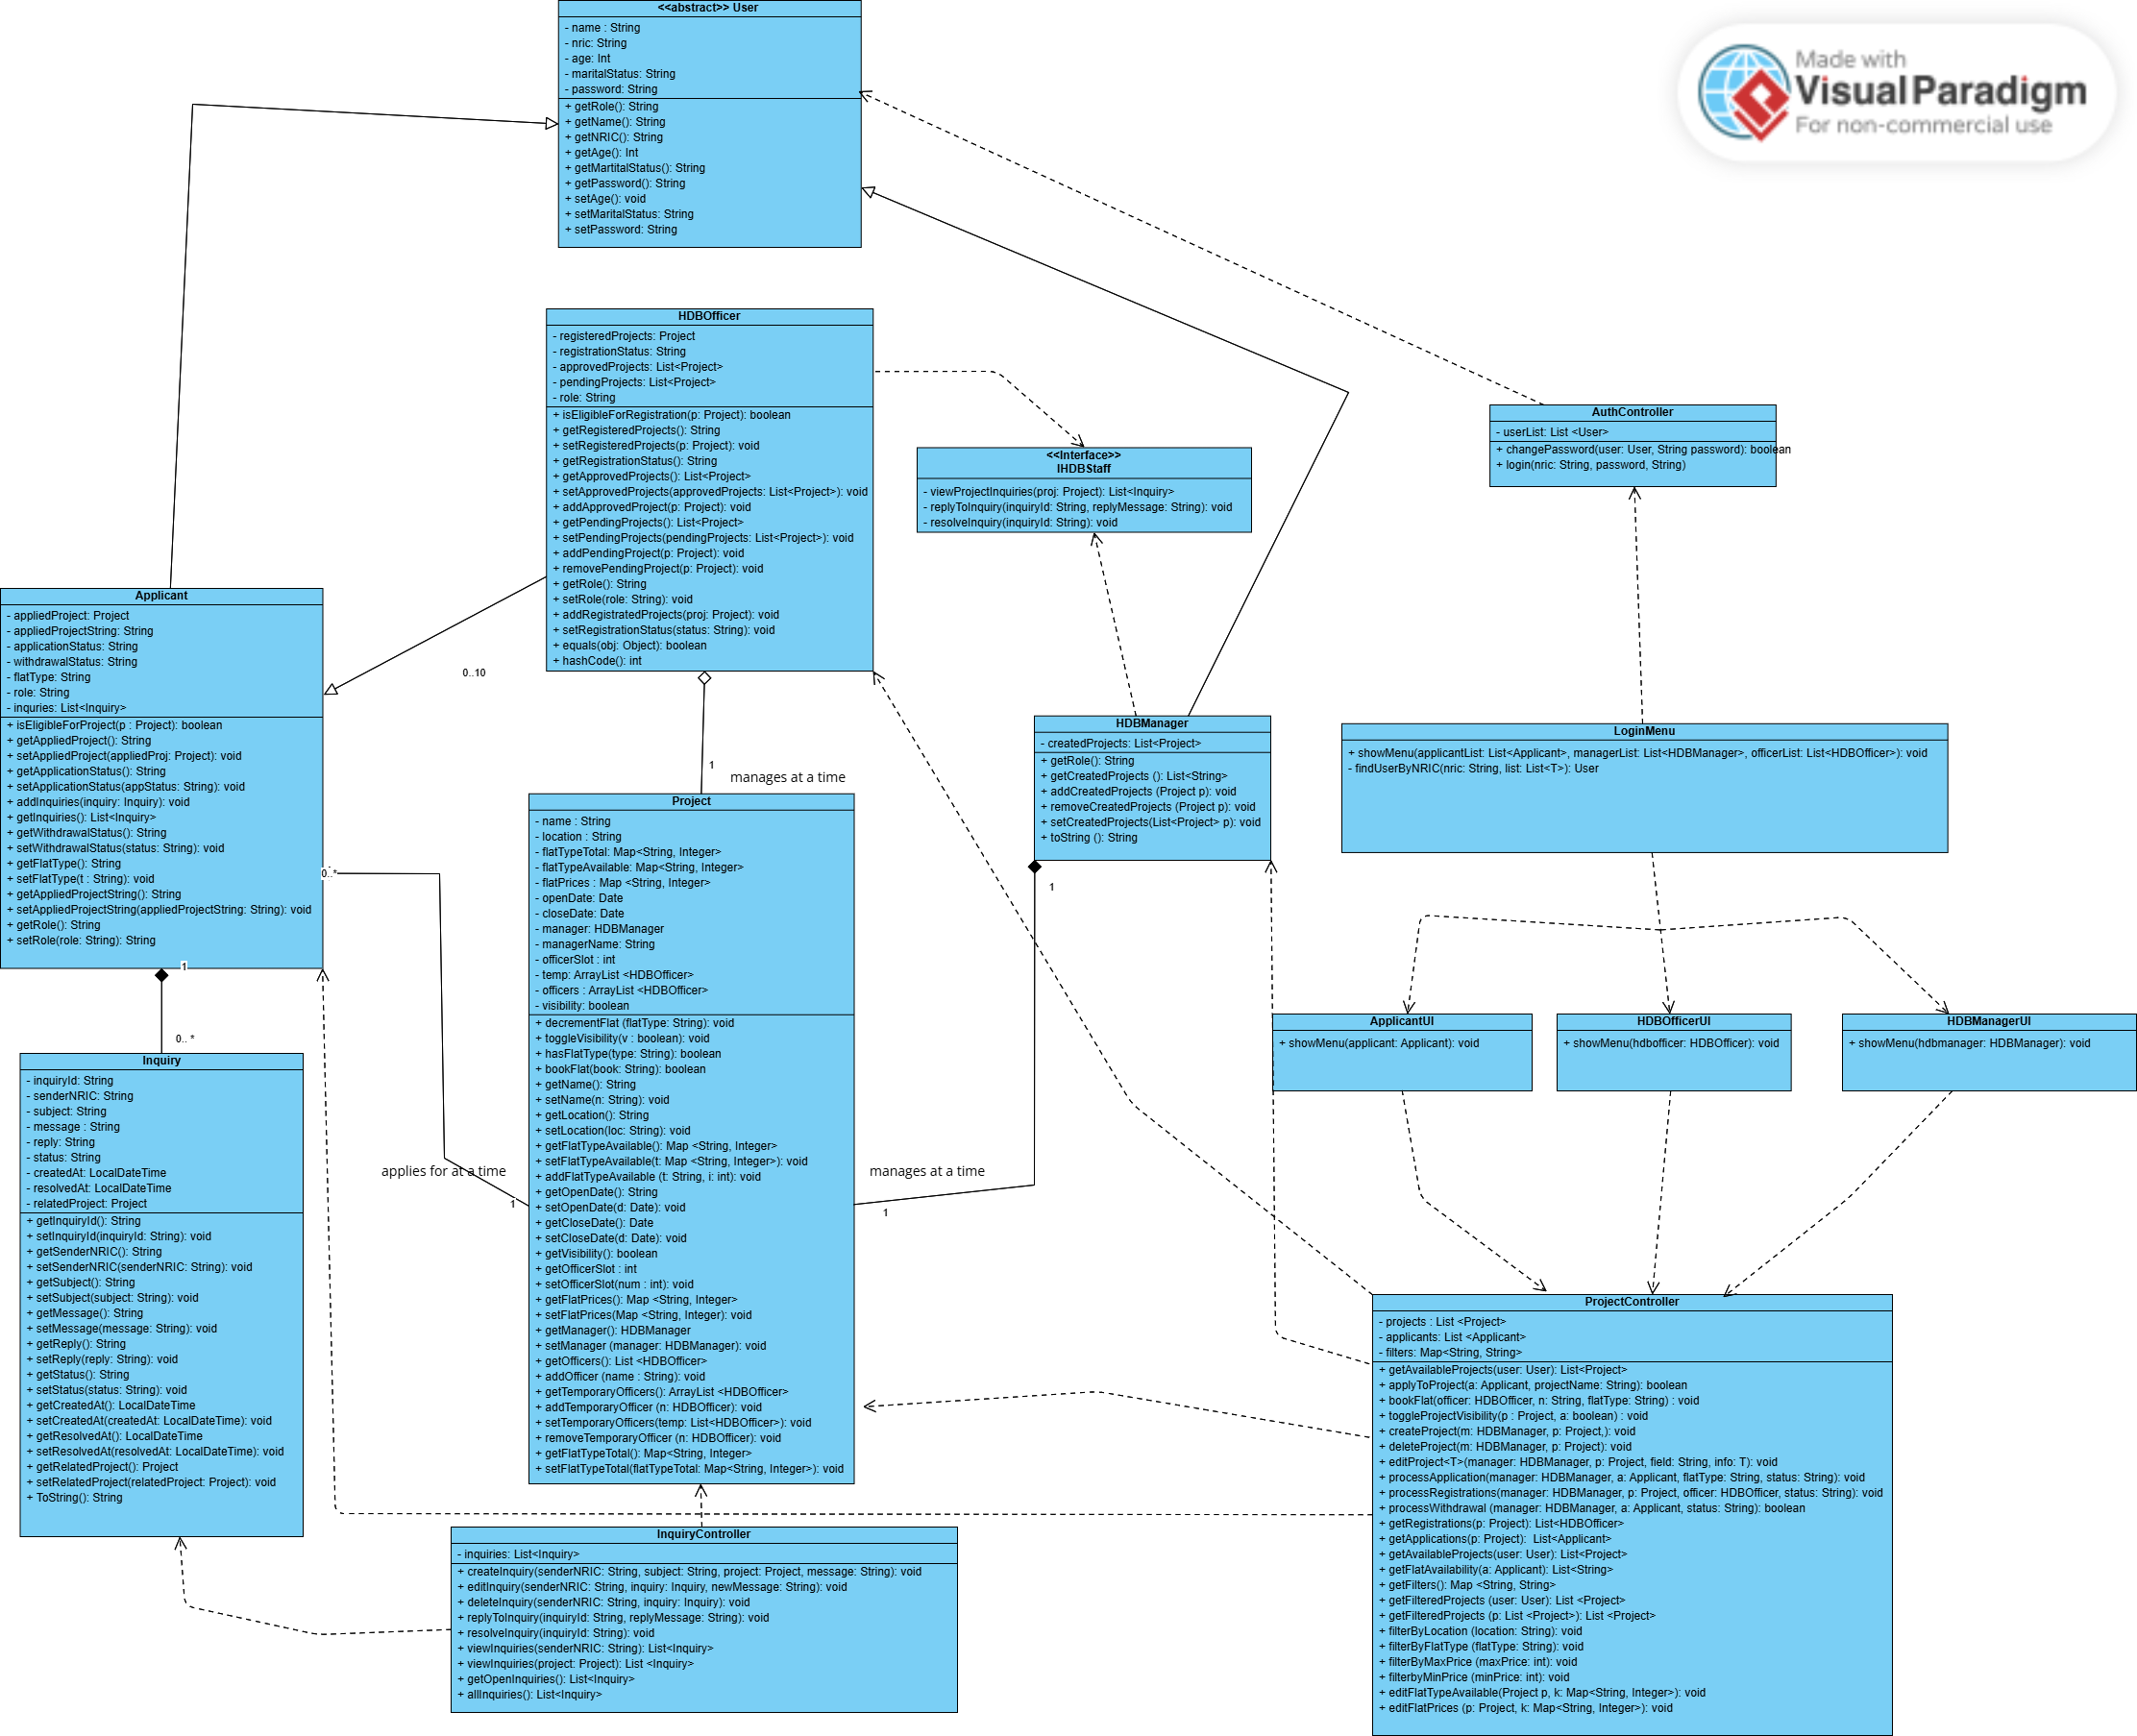 <<abstract>> User
- name : String
- nric: String
- age: Int
- maritalStatus: String
- password: String
+ getRole(): String
+ getName(): String
+ getNRIC(): String
+ getAge(): Int
+ getMartitalStatus(): String
+ getPassword(): String
+ setAge(): void
+ setMaritalStatus: String
+ setPassword: String
Made with
Visual Paradigm
For non-commercial use
HDBOfficer
- registeredProjects: Project
- registrationStatus: String
- approvedProjects: List<Project>
- pendingProjects: List<Project>
- role: String
+ isEligibleForRegistration(p: Project): boolean
+ getRegisteredProjects(): String
+ setRegisteredProjects(p: Project): void
+ getRegistrationStatus(): String
+ getApprovedProjects(): List<Project>
+ setApprovedProjects(approvedProjects: List<Project>): void
+ addApprovedProject(p: Project): void
+ getPendingProjects(): List<Project>
+ setPendingProjects(pendingProjects: List<Project>): void
+ addPendingProject(p: Project): void
+ removePendingProject(p: Project): void
+ getRole(): String
+ setRole(role: String): void
+ addRegistratedProjects(proj: Project): void
+ setRegistrationStatus(status: String): void
+ equals(obj: Object): boolean
+ hashCode(): int
<<Interface>>
IHDBStaff
- viewProjectInquiries(proj: Project): List<Inquiry>
- replyToInquiry(inquiryId: String, replyMessage: String): void
- resolveInquiry(inquiryId: String): void
AuthController
- userList: List <User>
+ changePassword(user: User, String password): boolean
+ login(nric: String, password, String)
Applicant
- appliedProject: Project
- appliedProjectString: String
- applicationStatus: String
- withdrawalStatus: String
- flatType: String
- role: String
- inquries: List<Inquiry>
+ isEligibleForProject(p : Project): boolean
+ getAppliedProject(): String
+ setAppliedProject(appliedProj: Project): void
+ getApplicationStatus(): String
+ setApplicationStatus(appStatus: String): void
+ addInquiries(inquiry: Inquiry): void
+ getInquiries(): List<Inquiry>
+ getWithdrawalStatus(): String
+ setWithdrawalStatus(status: String): void
+ getFlatType(): String
+ setFlatType(t : String): void
+ getAppliedProjectString(): String
+ setAppliedProjectString(appliedProjectString: String): void
+ getRole(): String
+ setRole(role: String): String
0..10
1
manages at a time
HDBManager
- createdProjects: List<Project>
+ getRole(): String
+ getCreatedProjects (): List<String>
+ addCreatedProjects (Project p): void
+ removeCreatedProjects (Project p): void
+ setCreatedProjects(List<Project> p): void
+ toString (): String
LoginMenu
+ showMenu(applicantList: List<Applicant>, managerList: List<HDBManager>, officerList: List<HDBOfficer>): void
- findUserByNRIC(nric: String, list: List<T>): User
0..*
1
1
0.. *
Project
- name : String
- location : String
- flatTypeTotal: Map<String, Integer>
- flatTypeAvailable: Map<String, Integer>
- flatPrices : Map <String, Integer>
- openDate: Date
- closeDate: Date
- manager: HDBManager
- managerName: String
- officerSlot : int
- temp: ArrayList <HDBOfficer>
- officers : ArrayList <HDBOfficer>
- visibility: boolean
+ decrementFlat (flatType: String): void
+ toggleVisibility(v : boolean): void
+ hasFlatType(type: String): boolean
+ bookFlat(book: String): boolean
+ getName(): String
+ setName(n: String): void
+ getLocation(): String
+ setLocation(loc: String): void
+ getFlatTypeAvailable(): Map <String, Integer>
+ setFlatTypeAvailable(t: Map <String, Integer>): void
+ addFlatTypeAvailable (t: String, i: int): void
+ getOpenDate(): String
+ setOpenDate(d: Date): void
+ getCloseDate(): Date
+ setCloseDate(d: Date): void
+ getVisibility(): boolean
+ getOfficerSlot : int
+ setOfficerSlot(num : int): void
+ getFlatPrices(): Map <String, Integer>
+ setFlatPrices(Map <String, Integer): void
+ getManager(): HDBManager
+ setManager (manager: HDBManager): void
+ getOfficers(): List <HDBOfficer>
+ addOfficer (name : String): void
+ getTemporaryOfficers(): ArrayList <HDBOfficer>
+ addTemporaryOfficer (n: HDBOfficer): void
+ setTemporaryOfficers(temp: List<HDBOfficer>): void
+ removeTemporaryOfficer (n: HDBOfficer): void
+ getFlatTypeTotal(): Map<String, Integer>
+ setFlatTypeTotal(flatTypeTotal: Map<String, Integer>): void
ApplicantUI
+ showMenu(applicant: Applicant): void
HDBOfficerUI
+ showMenu(hdbofficer: HDBOfficer): void
HDBManagerUI
+ showMenu(hdbmanager: HDBManager): void
Inquiry
- inquiryId: String
- senderNRIC: String
- subject: String
- message : String
- reply: String
- status: String
- createdAt: LocalDateTime
- resolvedAt: LocalDateTime
- relatedProject: Project
+ getInquiryId(): String
+ setInquiryId(inquiryId: String): void
+ getSenderNRIC(): String
+ setSenderNRIC(senderNRIC: String): void
+ getSubject(): String
+ setSubject(subject: String): void
+ getMessage(): String
+ setMessage(message: String): void
+ getReply(): String
+ setReply(reply: String): void
+ getStatus(): String
+ setStatus(status: String): void
+ getCreatedAt(): LocalDateTime
+ setCreatedAt(createdAt: LocalDateTime): void
+ getResolvedAt(): LocalDateTime
+ setResolvedAt(resolvedAt: LocalDateTime): void
+ getRelatedProject(): Project
+ setRelatedProject(relatedProject: Project): void
+ ToString(): String
applies for at a time
1
manages at a time
1
ProjectController
- projects : List <Project>
- applicants: List <Applicant>
- filters: Map<String, String>
+ getAvailableProjects(user: User): List<Project>
+ applyToProject(a: Applicant, projectName: String): boolean
+ bookFlat(officer: HDBOfficer, n: String, flatType: String) : void
+ toggleProjectVisibility(p : Project, a: boolean) : void
+ createProject(m: HDBManager, p: Project,): void
+ deleteProject(m: HDBManager, p: Project): void
+ editProject<T>(manager: HDBManager, p: Project, field: String, info: T): void
+ processApplication(manager: HDBManager, a: Applicant, flatType: String, status: String): void
+ processRegistrations(manager: HDBManager, p: Project, officer: HDBOfficer, status: String): void
+ processWithdrawal (manager: HDBManager, a: Applicant, status: String): boolean
+ getRegistrations(p: Project): List<HDBOfficer>
+ getApplications(p: Project): List<Applicant>
+ getAvailableProjects(user: User): List<Project>
+ getFlatAvailability(a: Applicant): List<String>
+ getFilters(): Map <String, String>
+ getFilteredProjects (user: User): List <Project>
+ getFilteredProjects (p: List <Project>): List <Project>
+ filterByLocation (location: String): void
+ filterByFlatType (flatType: String): void
+ filterByMaxPrice (maxPrice: int): void
+ filterbyMinPrice (minPrice: int): void
+ editFlatTypeAvailable(Project p, k: Map<String, Integer>): void
+ editFlatPrices (p: Project, k: Map<String, Integer>): void
InquiryController
- inquiries: List<Inquiry>
+ createInquiry(senderNRIC: String, subject: String, project: Project, message: String): void
+ editInquiry(senderNRIC: String, inquiry: Inquiry, newMessage: String): void
+ deleteInquiry(senderNRIC: String, inquiry: Inquiry): void
+ replyToInquiry(inquiryId: String, replyMessage: String): void
+ resolveInquiry(inquiryId: String): void
+ viewInquiries(senderNRIC: String): List<Inquiry>
+ viewInquiries(project: Project): List <Inquiry>
+ getOpenInquiries(): List<Inquiry>
+ allInquiries(): List<Inquiry>